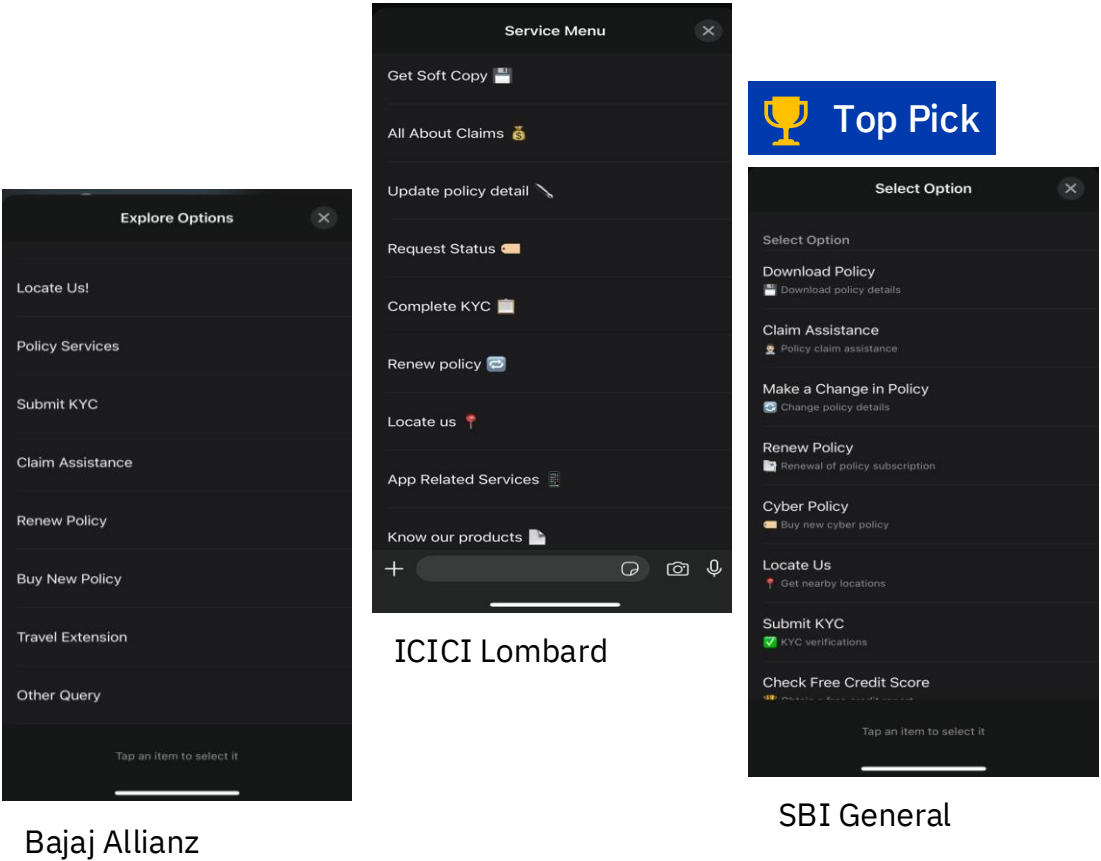 Explore Options
Locate Us!
Policy Services
Submit KYC
Claim Assistance
Renew Policy
Buy New Policy
Travel Extension
Other Query
Tap an item to select it
Bajaj Allianz
Service Menu
Get Soft Copy
All About Claims
Update policy detail
Request Status
Complete KYC
Renew policy
Locate us
App Related Services
Know our products
ICICI Lombard
Top Pick
Select Option
Select Option
Download Policy
Download policy details
Claim Assistance
Policy claim assistance
Make a Change in Policy
Change policy details
Renew Policy
Renewal of policy subscription
Cyber Policy
Buy new cyber policy
Locate Us
Get nearby locations
Submit KYC
KYC verifications
Check Free Credit Score
Tap an item to select it
SBI General